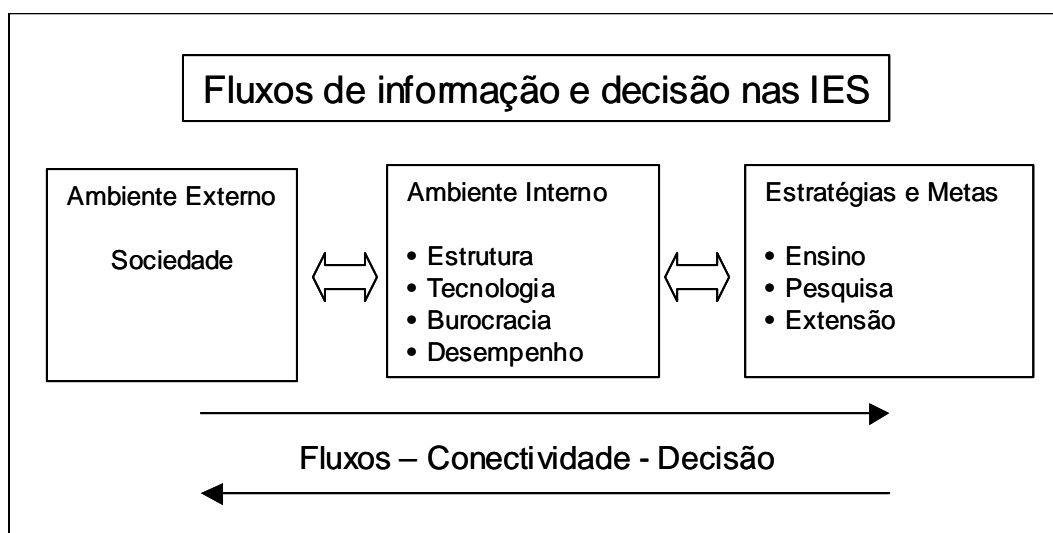 Fluxos de informação e decisão nas IES
Ambiente Externo
Sociedade
Ambiente Interno
• Estrutura
• Tecnologia
• Burocracia
• Desempenho
Estratégias e Metas
• Ensino
• Pesquisa
• Extensão
Fluxos – Conectividade - Decisão